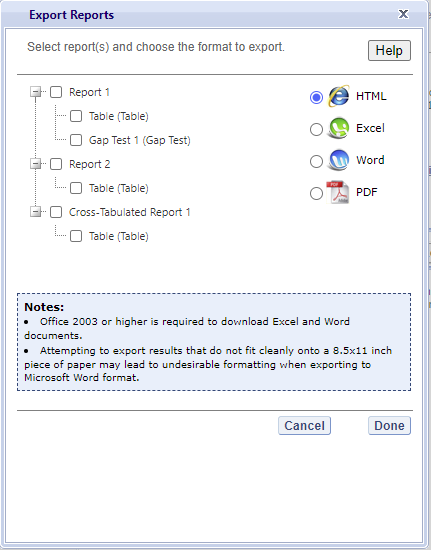 Export Reports X
Select report(s) and choose the format to export.
Help
Report 1
Table (Table)
Gap Test 1 (Gap Test)
Report 2
Table (Table)
Cross-Tabulated Report 1
Table (Table)
HTML
Excel
Word
PDF
Notes:
• Office 2003 or higher is required to download Excel and Word
documents.
• Attempting to export results that do not fit cleanly onto a 8.5x11 inch
piece of paper may lead to undesirable formatting when exporting to
Microsoft Word format.
Cancel Done